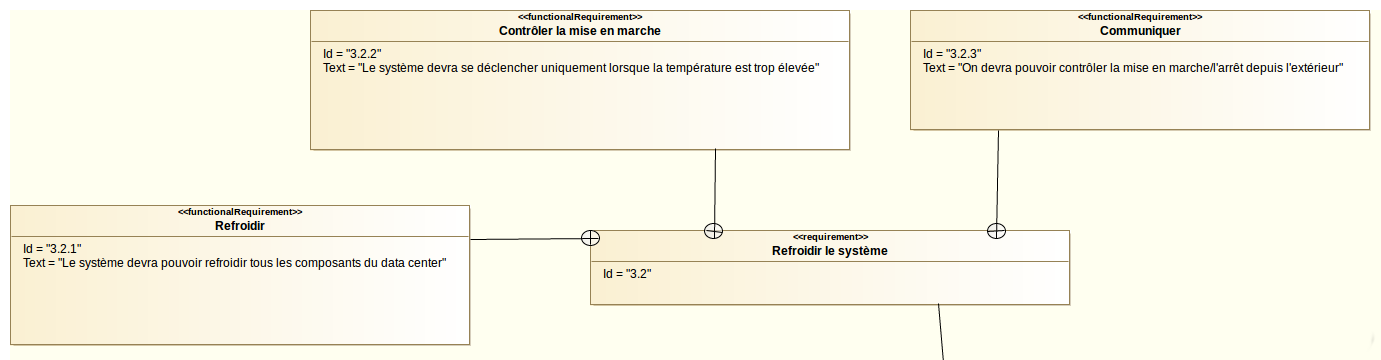 <<functionalRequirement>>
Contrôler la mise en marche
Id = "3.2.2"
Text = "Le système devra se déclencher uniquement lorsque la température est trop élevée"
<<functionalRequirement>>
Communiquer
Id = "3.2.3"
Text = "On devra pouvoir contrôler la mise en marche/l'arrêt depuis l'extérieur"
<<functionalRequirement>>
Refroidir
Id = "3.2.1"
Text = "Le système devra pouvoir refroidir tous les composants du data center"
<<requirement>>
Refroidir le système
Id = "3.2"